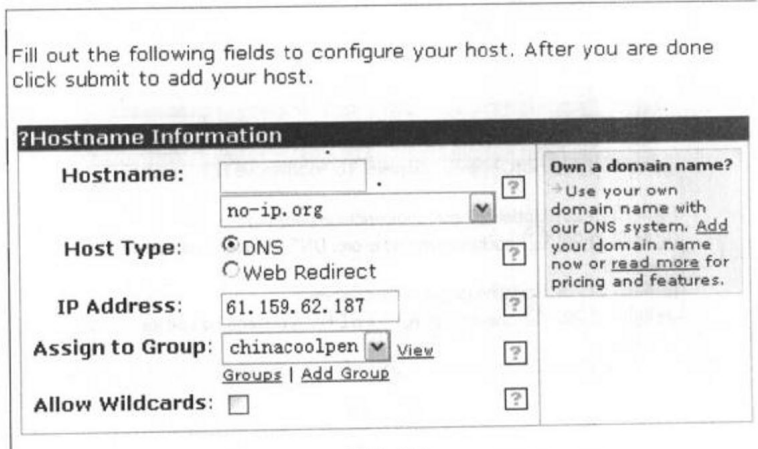 Fill out the following fields to configure your host. After you are done
click submit to add your host.
?Hostname Information
Hostname:
.
?
no-ip.org
Host Type:
DNS
?
Web Redirect
IP Address:
61.159.62.187
?
Assign to Group:
chinacoolpen
View
?
Groups | Add Group
Allow Wildcards:
?
Own a domain name?
Use your own
domain name with
our DNS system. Add
your domain name
now or read more for
pricing and features.